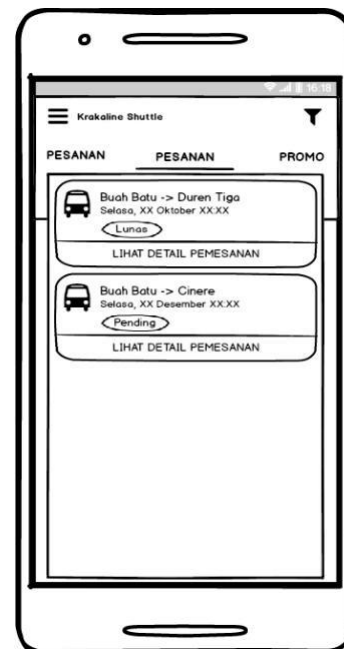 16:18
Krakaline Shuttle
PESANAN PESANAN PROMO
Buah Batu -> Duren Tiga
Selasa, XX Oktober XX:XX
Lunas
LIHAT DETAIL PEMESANAN
Buah Batu -> Cinere
Selasa, XX Desember XX:XX
Pending
LIHAT DETAIL PEMESANAN